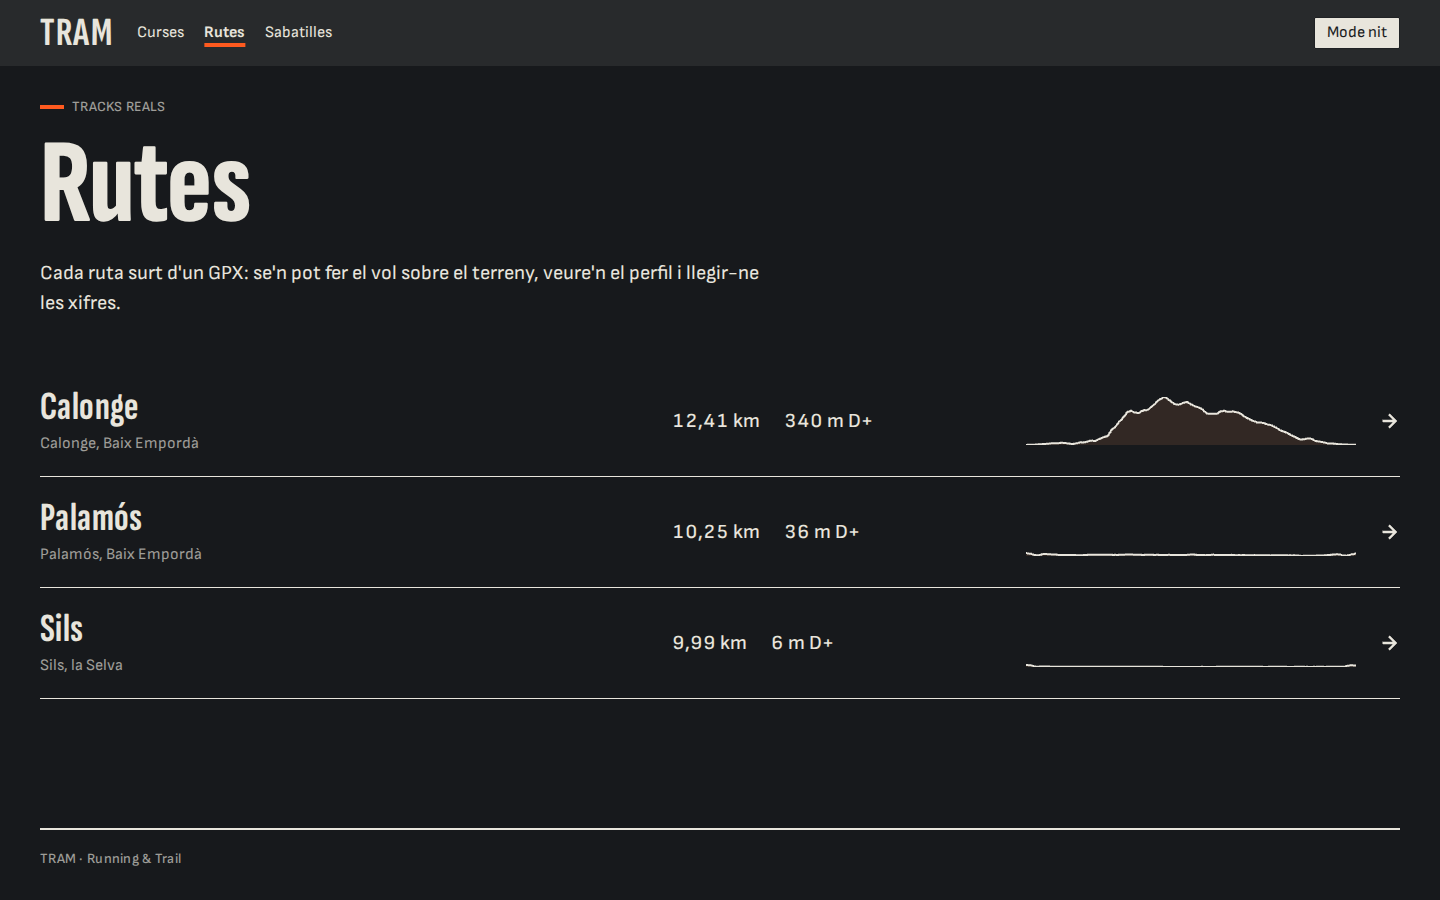 TRAM Curses Rutes Sabatilles Mode nit
TRACKS REALS
Rutes
Cada ruta surt d'un GPX: se'n pot fer el vol sobre el terreny, veure'n el perfil i llegir-ne
les xifres.
Calonge
Calonge, Baix Empordà
12,41 km 340 m D+
Palamós
Palamós, Baix Empordà
10,25 km 36 m D+
Sils
Sils, la Selva
9,99 km 6 m D+
TRAM · Running & Trail